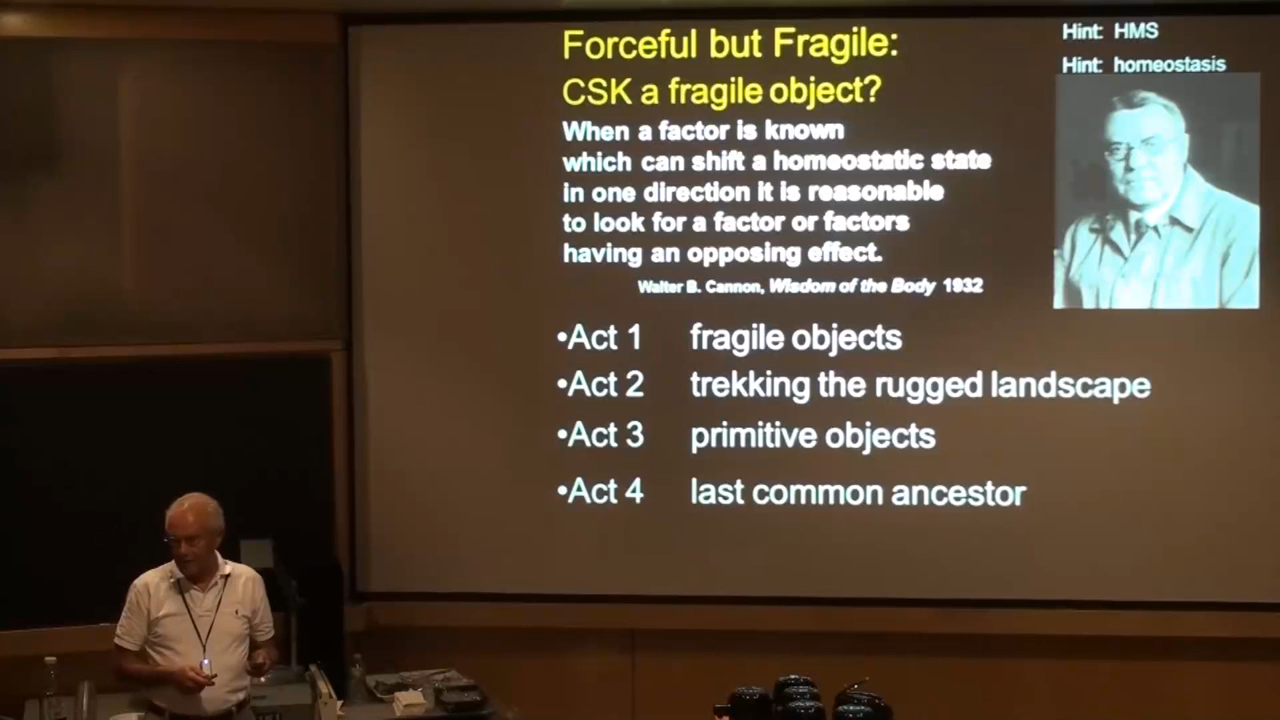 Forceful but Fragile:
CSK a fragile object?
Hint: HMS
Hint: homeostasis
When a factor is known
which can shift a homeostatic state
in one direction it is reasonable
to look for a factor or factors
having an opposing effect.
Walter B. Cannon, Wisdom of the Body 1932
•Act 1 fragile objects
•Act 2 trekking the rugged landscape
•Act 3 primitive objects
•Act 4 last common ancestor